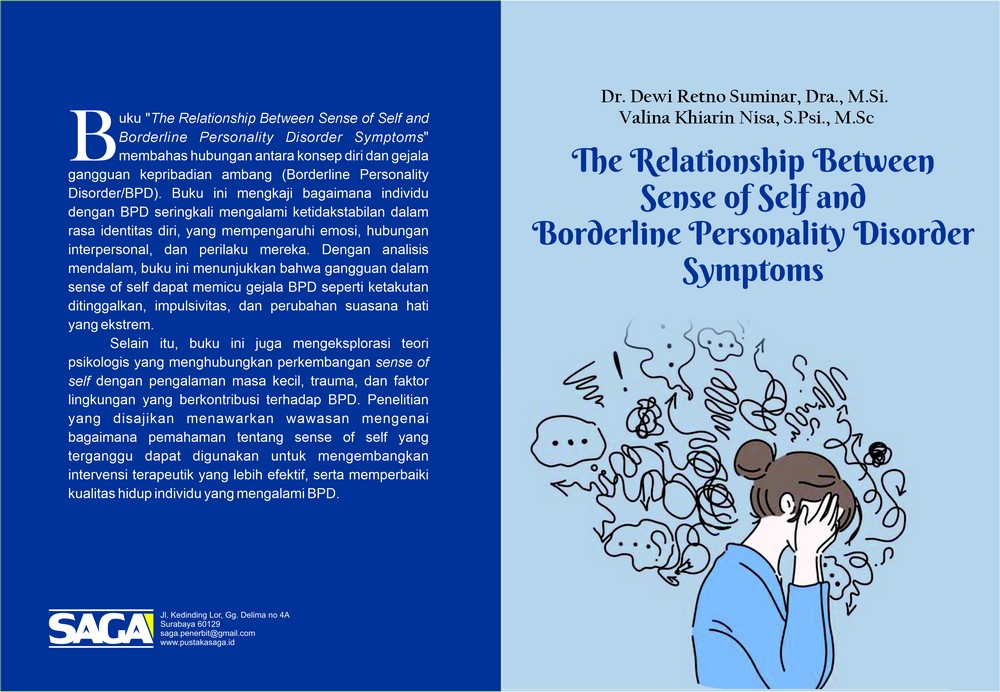 Buku "The Relationship Between Sense of Self and
Borderline Personality Disorder Symptoms"
membahas hubungan antara konsep diri dan gejala
gangguan kepribadian ambang (Borderline Personality
Disorder/BPD). Buku ini mengkaji bagaimana individu
dengan BPD seringkali mengalami ketidakstabilan dalam
rasa identitas diri, yang mempengaruhi emosi, hubungan
interpersonal, dan perilaku mereka. Dengan analisis
mendalam, buku ini menunjukkan bahwa gangguan dalam
sense of self dapat memicu gejala BPD seperti ketakutan
ditinggalkan, impulsivitas, dan perubahan suasana hati
yang ekstrem.
Selain itu, buku ini juga mengeksplorasi teori
psikologis yang menghubungkan perkembangan sense of
self dengan pengalaman masa kecil, trauma, dan faktor
lingkungan yang berkontribusi terhadap BPD. Penelitian
yang disajikan menawarkan wawasan mengenai
bagaimana pemahaman tentang sense of self yang
terganggu dapat digunakan untuk mengembangkan
intervensi terapeutik yang lebih efektif, serta memperbaiki
kualitas hidup individu yang mengalami BPD.
SAGA
Jl. Kedinding Lor, Gg. Delima no 4A
Surabaya 60129
saga.penerbit@gmail.com
www.pustakasaga.id
Dr. Dewi Retno Suminar, Dra., M.Si.
Valina Khiarin Nisa, S.Psi., M.Sc
The Relationship Between
Sense of Self and
Borderline Personality Disorder
Symptoms